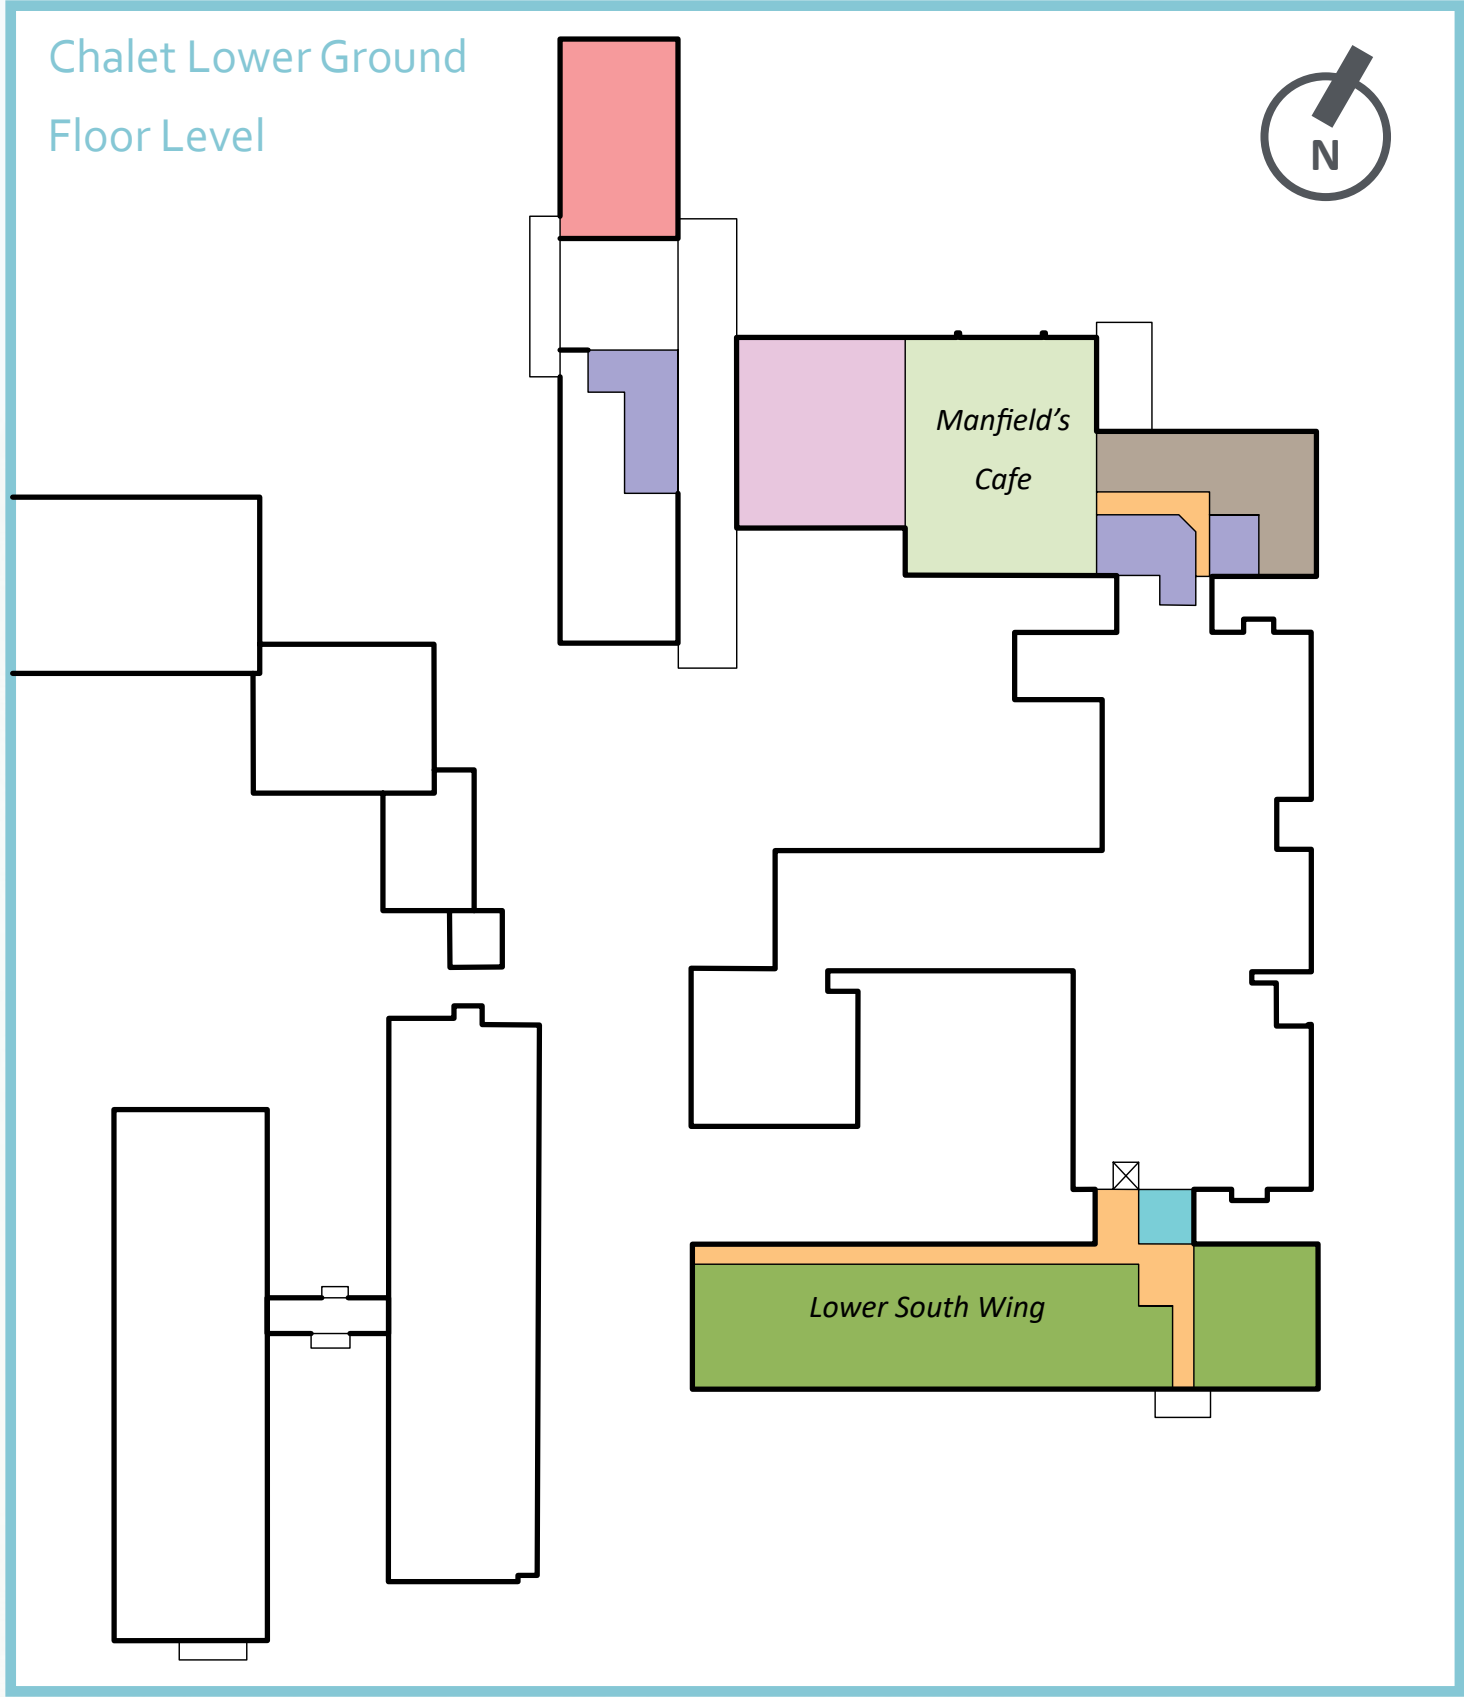 Chalet Lower Ground
Floor Level
N
Manfield’s
Cafe
Lower South Wing